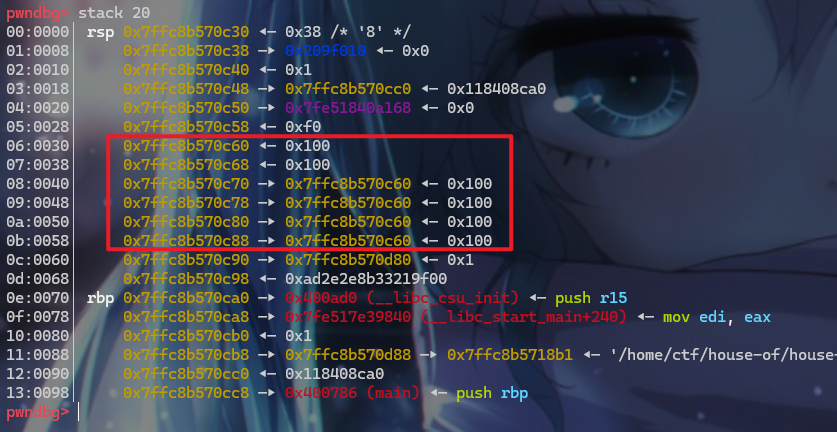 pwndbg> stack 20
00:0000│ rsp 0x7ffc8b570c30 ◂— 0x38 /* '8' */
01:0008│     0x7ffc8b570c38 —▸ 0x209f010 ◂— 0x0
02:0010│     0x7ffc8b570c40 ◂— 0x1
03:0018│     0x7ffc8b570c48 —▸ 0x7ffc8b570cc0 ◂— 0x118408ca0
04:0020│     0x7ffc8b570c50 —▸ 0x7fe51840a168 ◂— 0x0
05:0028│     0x7ffc8b570c58 ◂— 0xf0
06:0030│     0x7ffc8b570c60 ◂— 0x100
07:0038│     0x7ffc8b570c68 ◂— 0x100
08:0040│     0x7ffc8b570c70 —▸ 0x7ffc8b570c60 ◂— 0x100
09:0048│     0x7ffc8b570c78 —▸ 0x7ffc8b570c60 ◂— 0x100
0a:0050│     0x7ffc8b570c80 —▸ 0x7ffc8b570c60 ◂— 0x100
0b:0058│     0x7ffc8b570c88 —▸ 0x7ffc8b570c60 ◂— 0x100
0c:0060│     0x7ffc8b570c90 —▸ 0x7ffc8b570d80 ◂— 0x1
0d:0068│     0x7ffc8b570c98 ◂— 0xad2e2e8b33219f00
0e:0070│ rbp 0x7ffc8b570ca0 —▸ 0x400ad0 (__libc_csu_init) ◂— push r15
0f:0078│     0x7ffc8b570ca8 —▸ 0x7fe517e39840 (__libc_start_main+240) ◂— mov edi, eax
10:0080│     0x7ffc8b570cb0 ◂— 0x1
11:0088│     0x7ffc8b570cb8 —▸ 0x7ffc8b570d88 —▸ 0x7ffc8b5718b1 ◂— '/home/ctf/house-of/house-
12:0090│     0x7ffc8b570cc0 ◂— 0x118408ca0
13:0098│     0x7ffc8b570cc8 —▸ 0x400786 (main) ◂— push rbp
pwndbg>